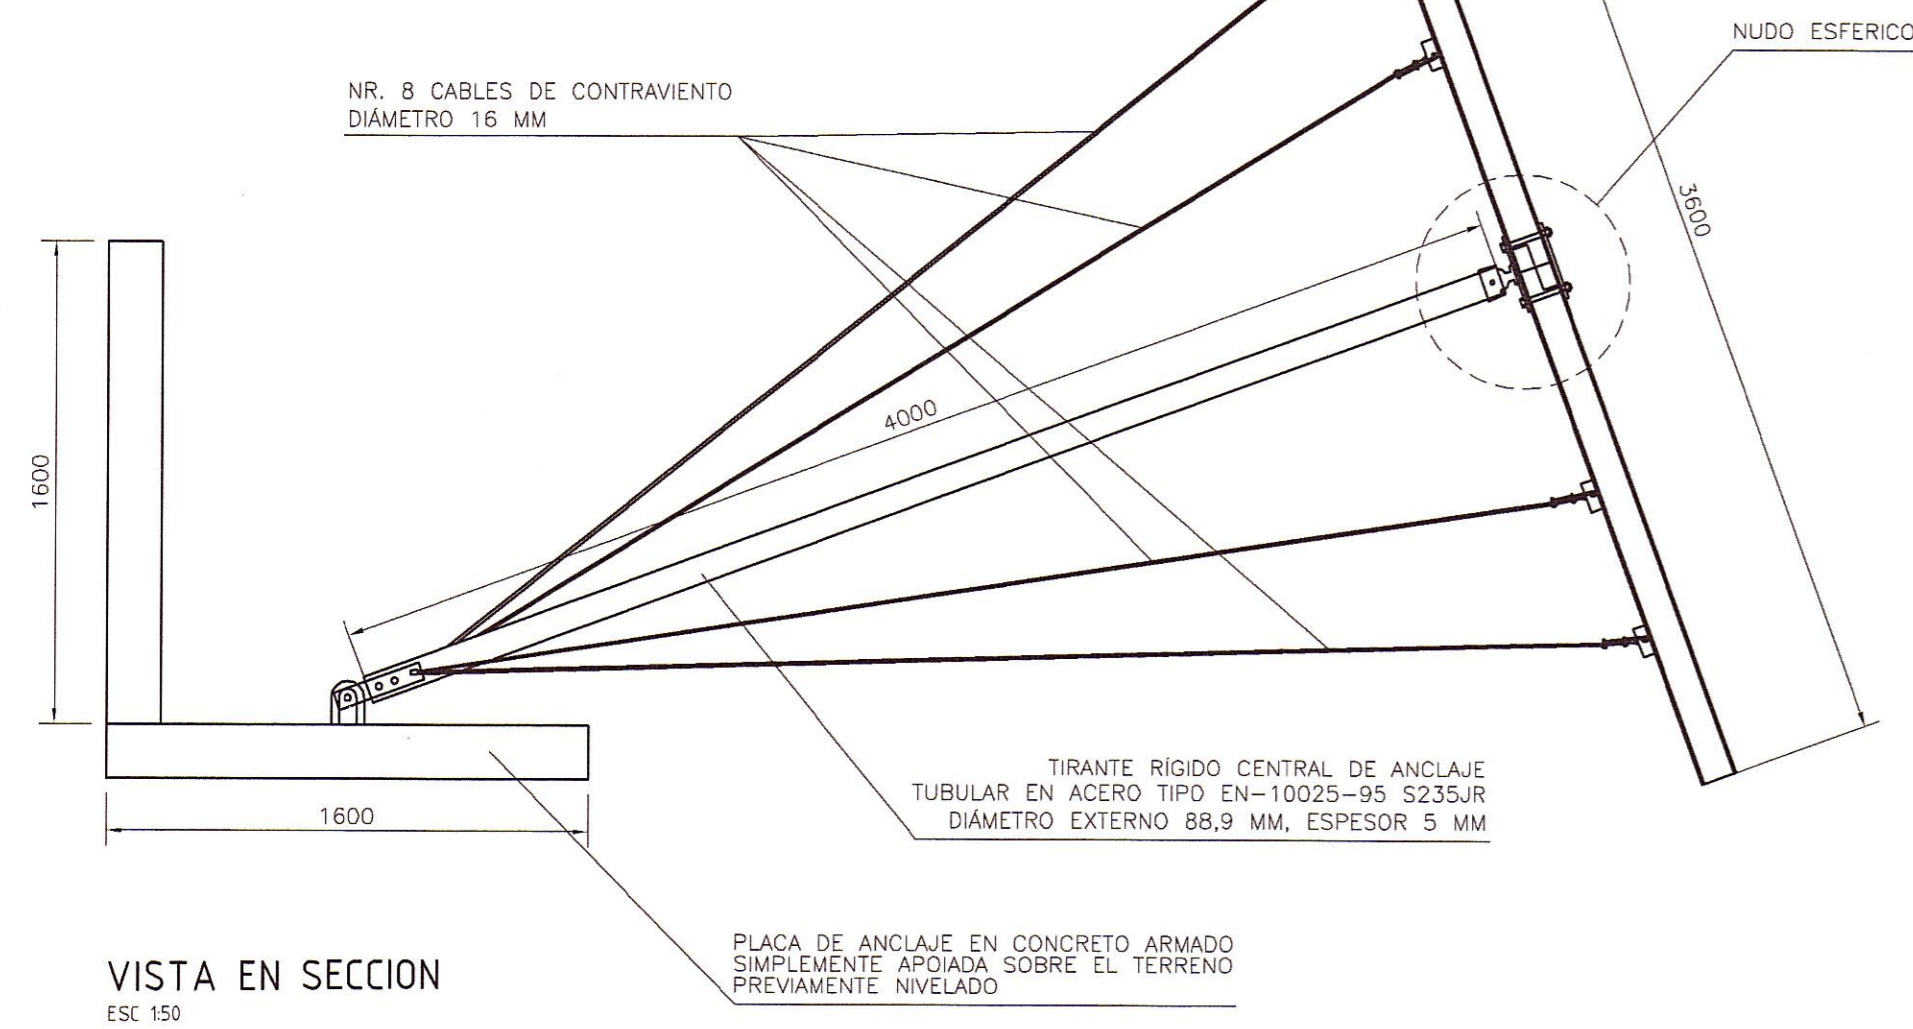 NUDO ESFERICO
NR. 8 CABLES DE CONTRAVIENTO
DIÁMETRO 16 MM
3600
4000
1600
1600
TIRANTE RÍGIDO CENTRAL DE ANCLAJE
TUBULAR EN ACERO TIPO EN-10025-95 S235JR
DIÁMETRO EXTERNO 88,9 MM, ESPESOR 5 MM
PLACA DE ANCLAJE EN CONCRETO ARMADO
SIMPLEMENTE APOIADA SOBRE EL TERRENO
PREVIAMENTE NIVELADO
VISTA EN SECCION
ESC 1:50